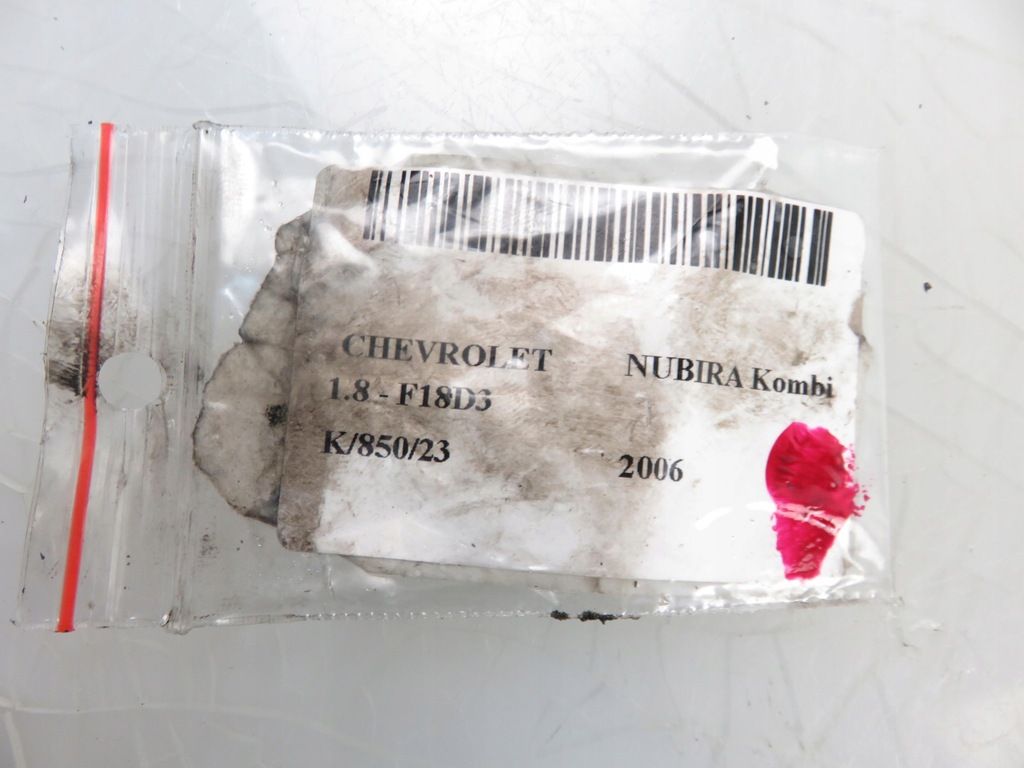 CHEVROLET NUBIRA Kombi
1.8 - F18D3
K/850/23 2006